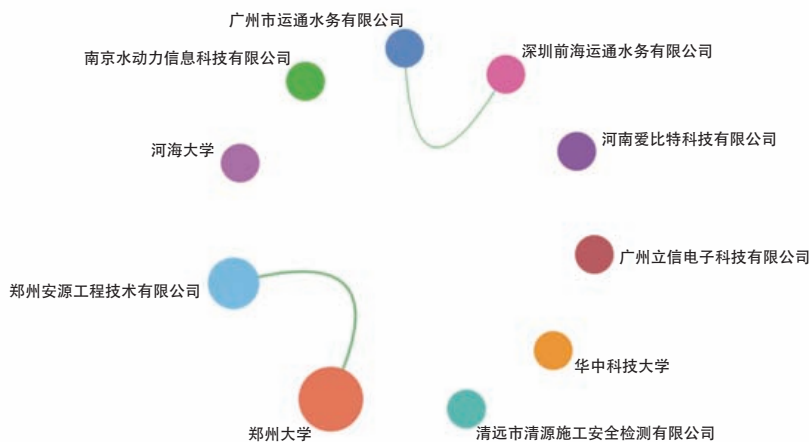 广州市运通水务有限公司
深圳前海运通水务有限公司
南京水动力信息科技有限公司
河南爱比特科技有限公司
河海大学
广州立信电子科技有限公司
郑州安源工程技术有限公司
华中科技大学
郑州大学
清远市清源施工安全检测有限公司